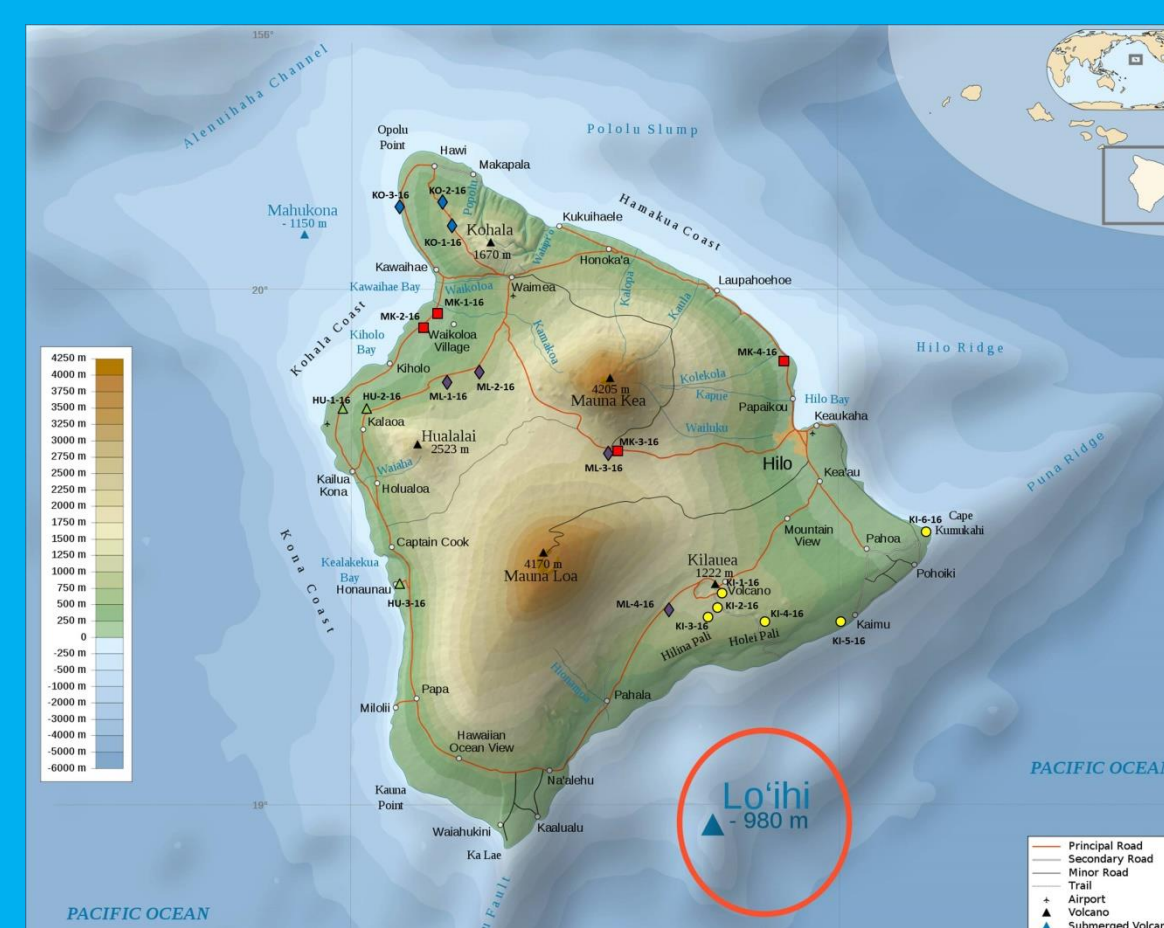 156°
Alenuihaha Channel
Pololu Slump
Opolu
Point
Hawi
Makapala
KO-3-16
KO-2-16
Popolu
Mahukona
- 1150 m
Hamakua Coast
Kukuihaele
KO-1-16
Kohala
1670 m
Honoka'a
Kawaihae
20°
Kawaihae Bay
Waikoloa
Waimea
Kalopa
Laupahoehoe
Kaula
MK-1-16
MK-2-16
Kohala Coast
Waikoloa
Village
Kamakoa
Kiholo
Bay
Hilo Ridge
MK-4-16
Kiholo
ML-2-16
ML-1-16
4205 m
Mauna Kea
Kolekola
Kapue
Papaikou
Hilo Bay
Keaukaha
HU-1-16
HU-2-16
Kalaoa
Hualalai
2523 m
Wailuku
MK-3-16
ML-3-16
Hilo
Puna Ridge
Waiaha
Kailua
Kona
Holualoa
Kea'au
Kona Coast
Mountain
View
KI-6-16
Cape
Kumukahi
Captain Cook
Pahoa
4170 m
Mauna Loa
Kilauea
1222 m
Kealakekua
Bay
Honaunau
HU-3-16
KI-1-16
Volcano
Pohoiki
ML-4-16
KI-2-16
KI-3-16
KI-4-16
Kaimu
KI-5-16
Hilina Pali
Holei Pali
Papa
Milolii
Pahala
Hawaiian
Ocean View
Na'alehu
Kauna
Point
19°
Waiahukini
Kaalualu
Ka Lae
Lo‘ihi
- 980 m
PACIFIC OCEAN
PACIFIC OCEAN
4250 m
4000 m
3750 m
3500 m
3250 m
3000 m
2750 m
2500 m
2250 m
2000 m
1750 m
1500 m
1250 m
1000 m
750 m
500 m
250 m
0
-250 m
-500 m
-1000 m
-2000 m
-3000 m
-4000 m
-5000 m
-6000 m
Principal Road
Secondary Road
Minor Road
Trail
Airport
Volcano
Submerged Volcan